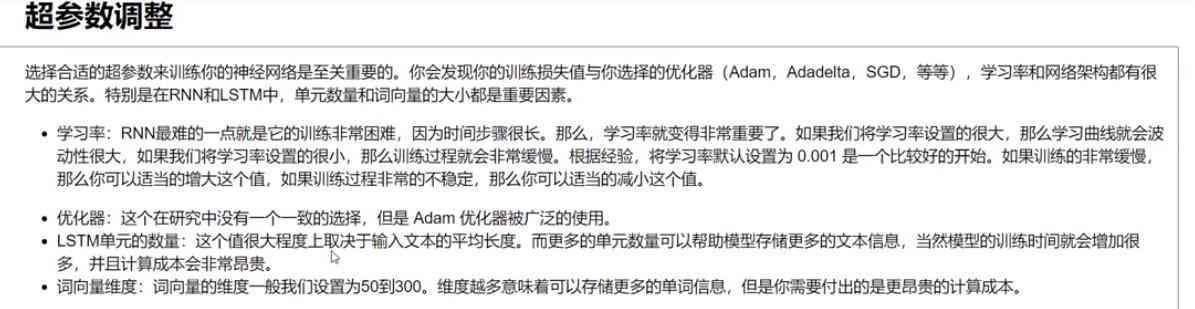 超参数调整
选择合适的超参数来训练你的神经网络是至关重要的。你会发现你的训练损失值与你选择的优化器（Adam，Adadelta，SGD，等等），学习率和网络架构都有很
大的关系。特别是在RNN和LSTM中，单元数量和词向量的大小都是重要因素。
• 学习率：RNN最难的一点就是它的训练非常困难，因为时间步骤很长。那么，学习率就变得非常重要了。如果我们将学习率设置的很大，那么学习曲线就会波
动性很大，如果我们将学习率设置的很小，那么训练过程就会非常缓慢。根据经验，将学习率默认设置为 0.001 是一个比较好的开始。如果训练的非常缓慢，
那么你可以适当的增大这个值，如果训练过程非常的不稳定，那么你可以适当的减小这个值。
• 优化器：这个在研究中没有一个一致的选择，但是 Adam 优化器被广泛的使用。
• LSTM单元的数量：这个值很大程度上取决于输入文本的平均长度。而更多的单元数量可以帮助模型存储更多的文本信息，当然模型的训练时间就会增加很
多，并且计算成本会非常昂贵。
• 词向量维度：词向量的维度一般我们设置为50到300。维度越多意味着可以存储更多的单词信息，但是你需要付出的是更昂贵的计算成本。